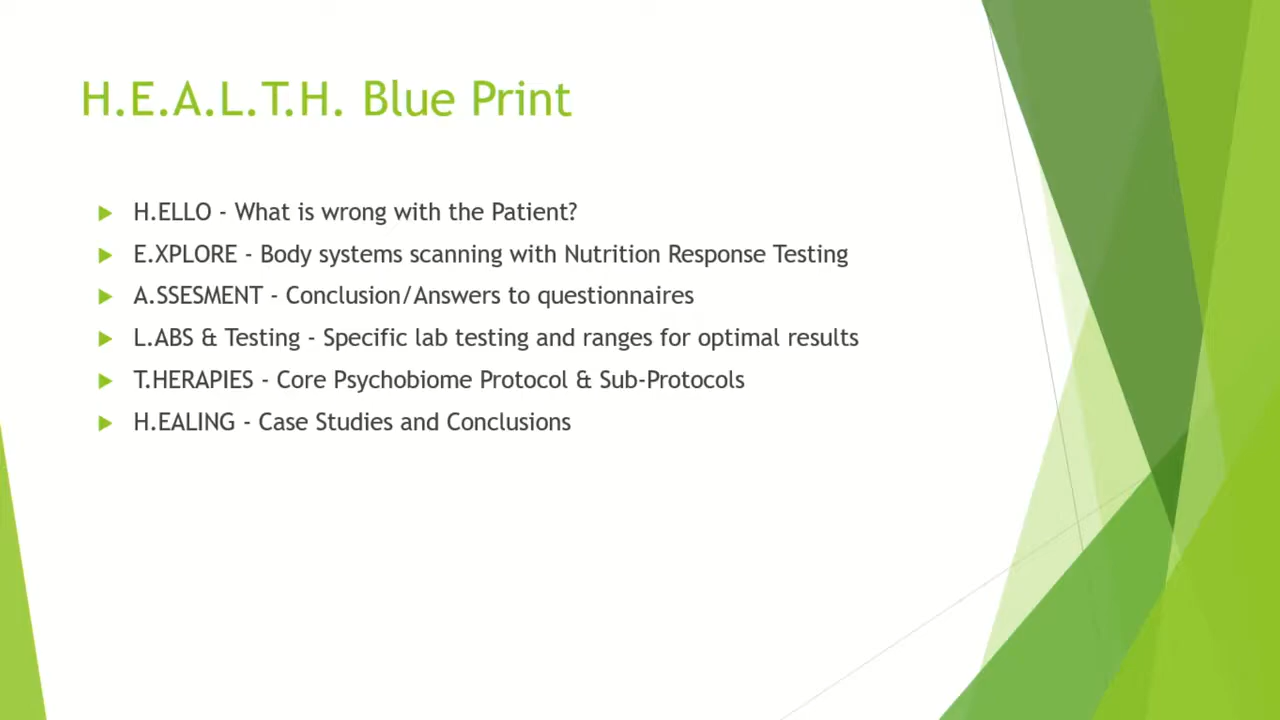 H.E.A.L.T.H. Blue Print
H.ELLO - What is wrong with the Patient?
E.XPLORE - Body systems scanning with Nutrition Response Testing
A.SSESMENT - Conclusion/Answers to questionnaires
L.ABS & Testing - Specific lab testing and ranges for optimal results
T.HERAPIES - Core Psychobiome Protocol & Sub-Protocols
H.EALING - Case Studies and Conclusions